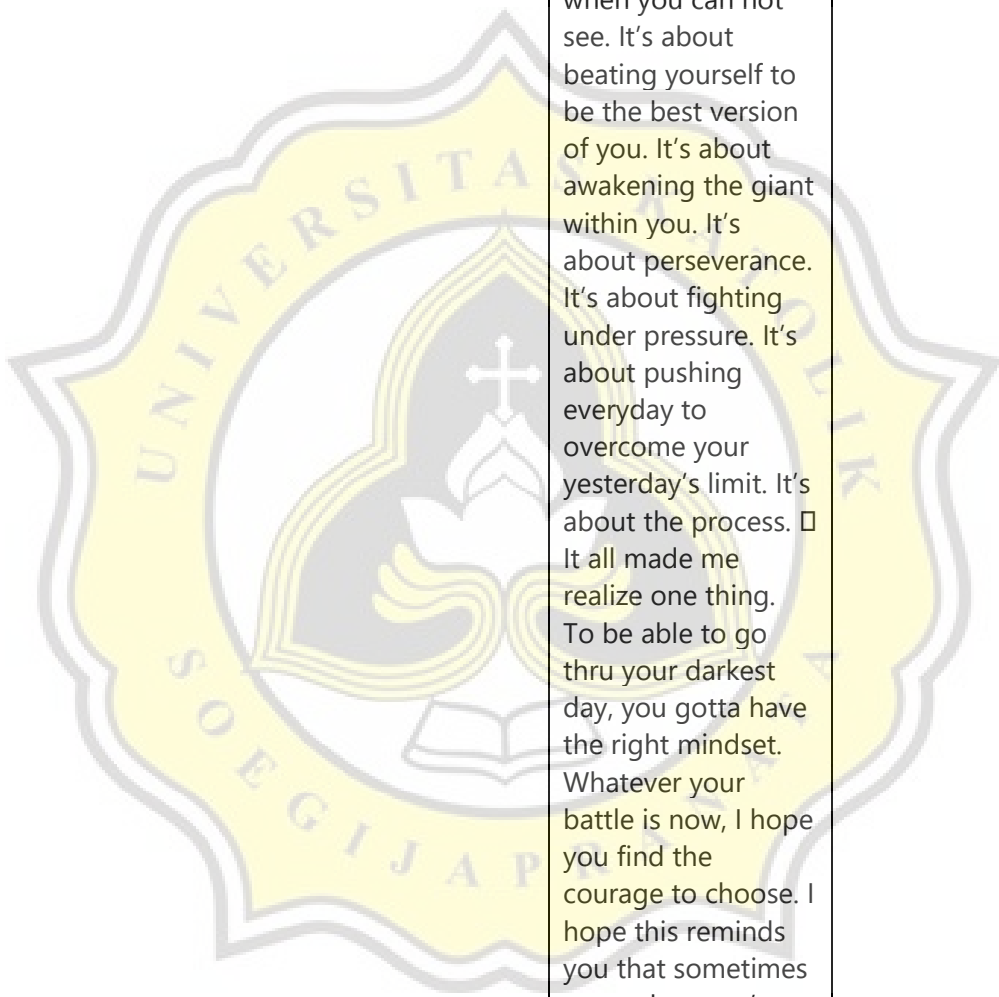 when you can not
see. It's about
beating yourself to
be the best version
of you. It's about
awakening the giant
within you. It's
about perseverance.
It's about fighting
under pressure. It's
about pushing
everyday to
overcome your
yesterday's limit. It's
about the process. 
It all made me
realize one thing.
To be able to go
thru your darkest
day, you gotta have
the right mindset.
Whatever your
battle is now, I hope
you find the
courage to choose. I
hope this reminds
you that sometimes
UNIVERSITAS KATOLIK
SOEGIJAPRANATA